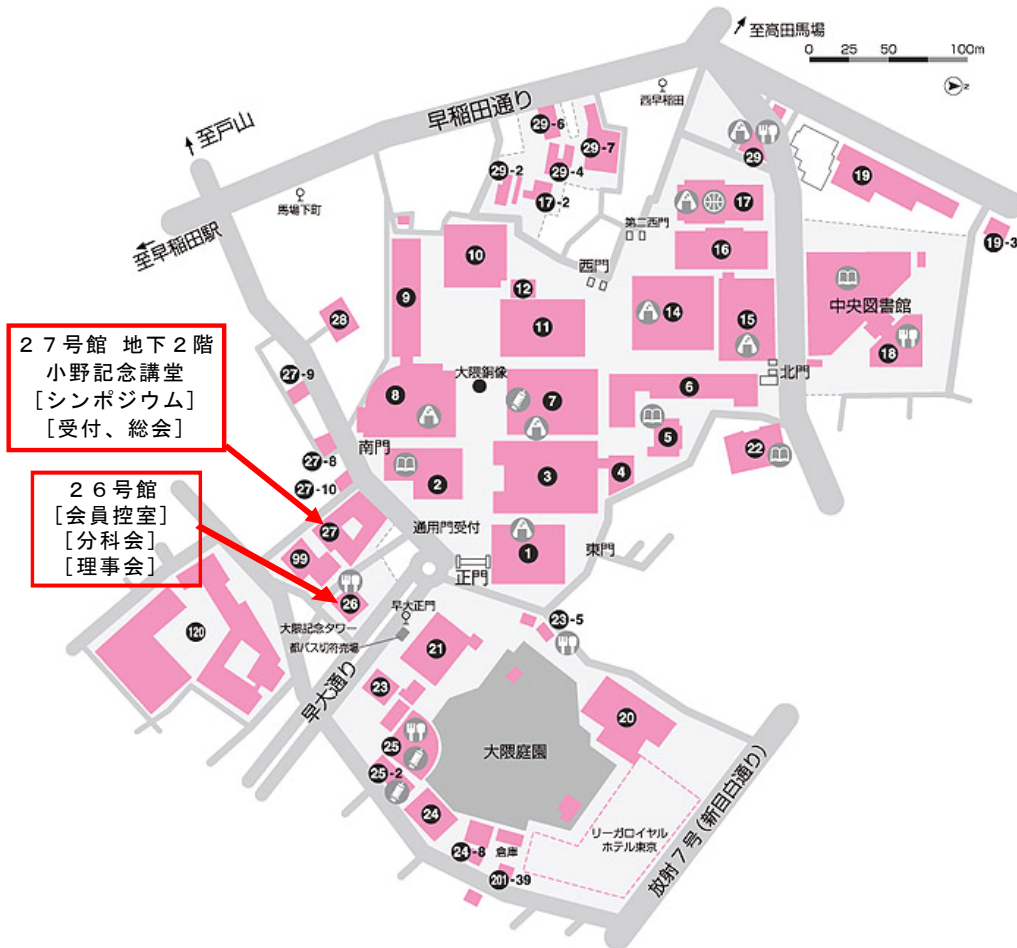 至高田馬場
0 25 50 100m
Z
早稲田通り
西早稲田
至戸山
馬場下町
至早稲田駅
29-6
29-7
29-2
29-4
17-2
29
19
19-3
17
第二西門
16
西門
10
12
9
11
14
15
中央図書館
18
28
27-9
大隈銅像
8
7
6
北門
5
22
南門
27-8
27-10
2
3
4
２７号館 地下２階
小野記念講堂
［シンポジウム］
［受付、総会］
２６号館
［会員控室］
［分科会］
［理事会］
27
通用門受付
1
東門
99
正門
26
早大正門
23-5
大隈記念タワー
都バス切符売場
120
21
早大通り
23
20
25
大隈庭園
25-2
24
24-8
倉庫
リーガロイヤル
ホテル東京
201-39
放射７号(新目白通り)